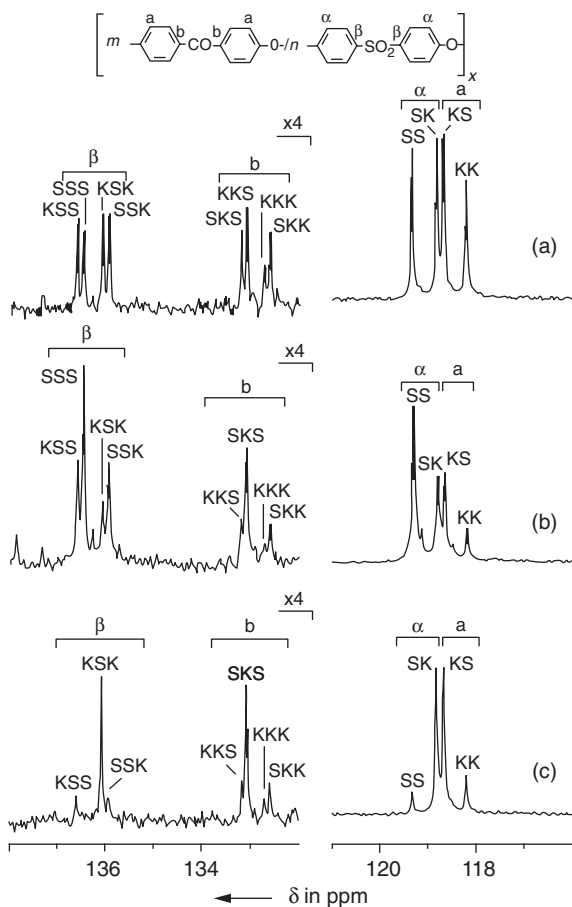 a a α α
m b CO b 0-/n β SO2 β O x
x4 α a
β b SK KS
SSS KSK KKS KKK SS KK
KSS SSK SKS SKK
(a)
β x4
SSS b α a
KSK SKS SS
KSS SSK KKS KKK SK KS
SKK KK
(b)
x4
β b α a
KSK SKS SK KS
KSS SSK KKS KKK SS KK
SKK
(c)
136 134 120 118
δ in ppm